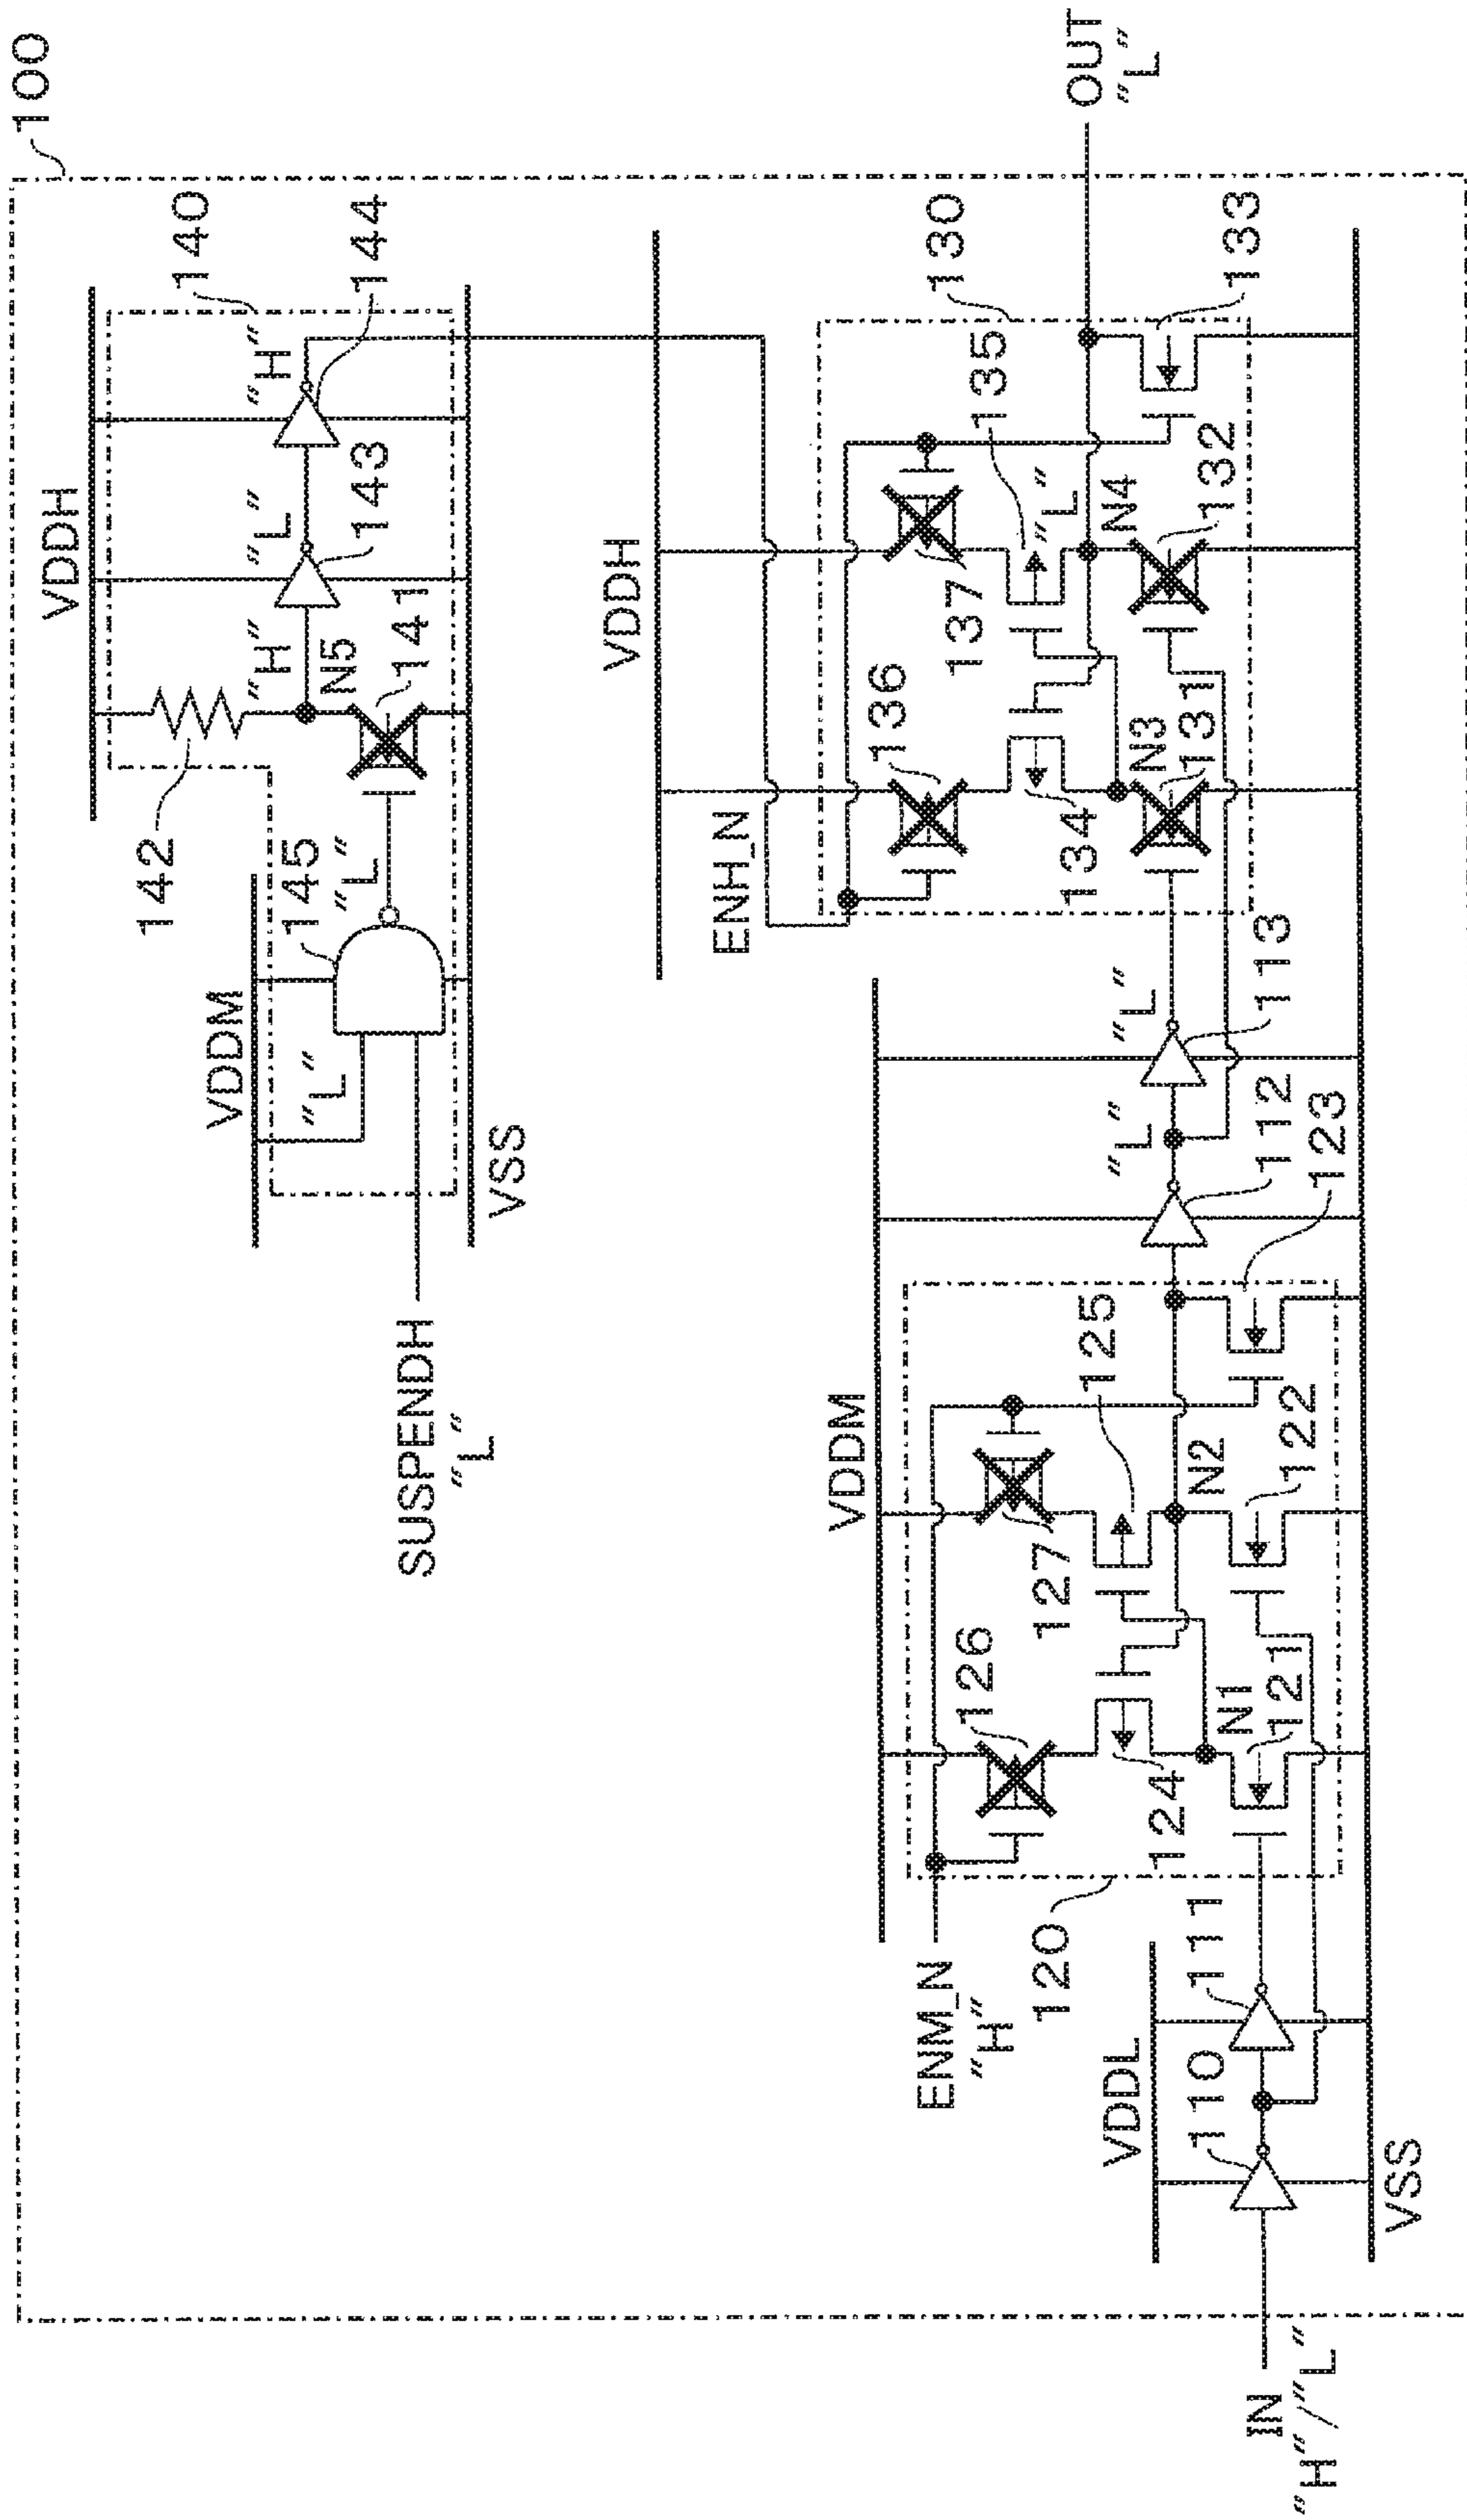 100
VDDH
140
"H"
144
"L"
143
"H"
N5
141
142
VDDM
145
"L"
"L"
VSS
SUSPENDH
"L"
VDDH
ENH_N
130
136
137
135
"L"
N4
134
N3
131
132
133
OUT
"L"
VDDM
"L"
"L"
113
112
123
ENM_N
"H"
120
126
127
125
N2
124
N1
121
122
VDDL
110
111
VSS
IN
"H"/"L"